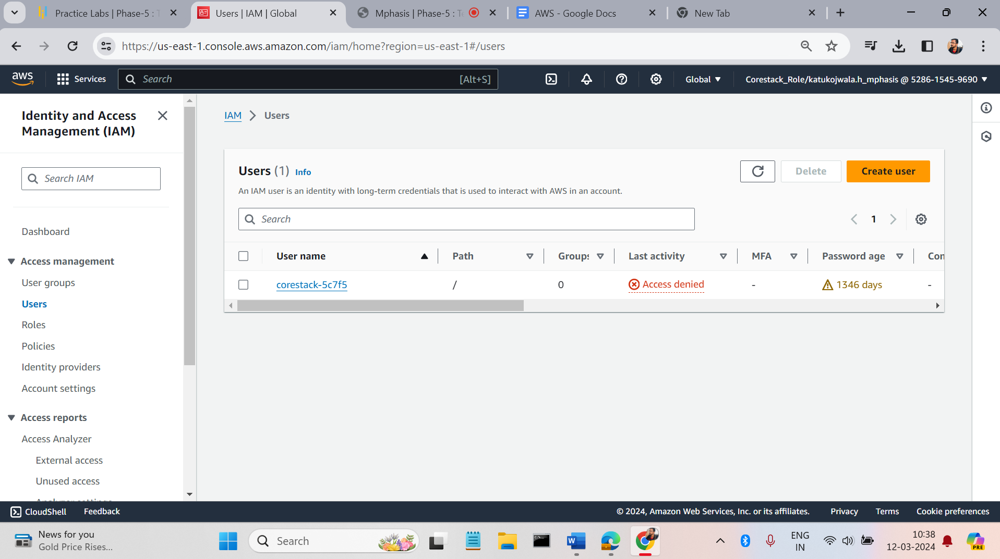 Practice Labs | Phase-5 :
Users | IAM | Global
Mphasis | Phase-5 :
AWS - Google Docs
New Tab
https://us-east-1.console.aws.amazon.com/iam/home?region=us-east-1#/users
aws
Services
Search
[Alt+S]
Global
Corestack_Role/katukojwala.h_mphasis @ 5286-1545-9690
Identity and Access
Management (IAM)
Search IAM
Dashboard
Access management
User groups
Users
Roles
Policies
Identity providers
Account settings
Access reports
Access Analyzer
External access
Unused access
Analyzer settings
IAM
Users
Users (1) Info
Delete
Create user
An IAM user is an identity with long-term credentials that is used to interact with AWS in an account.
Search
1
User name
Path
Groups
Last activity
MFA
Password age
Con
corestack-5c7f5
/
0
Access denied
-
1346 days
-
CloudShell
Feedback
© 2024, Amazon Web Services, Inc. or its affiliates.
Privacy
Terms
Cookie preferences
News for you
Gold Price Rises...
Search
ENG
IN
10:38
12-03-2024
PRE